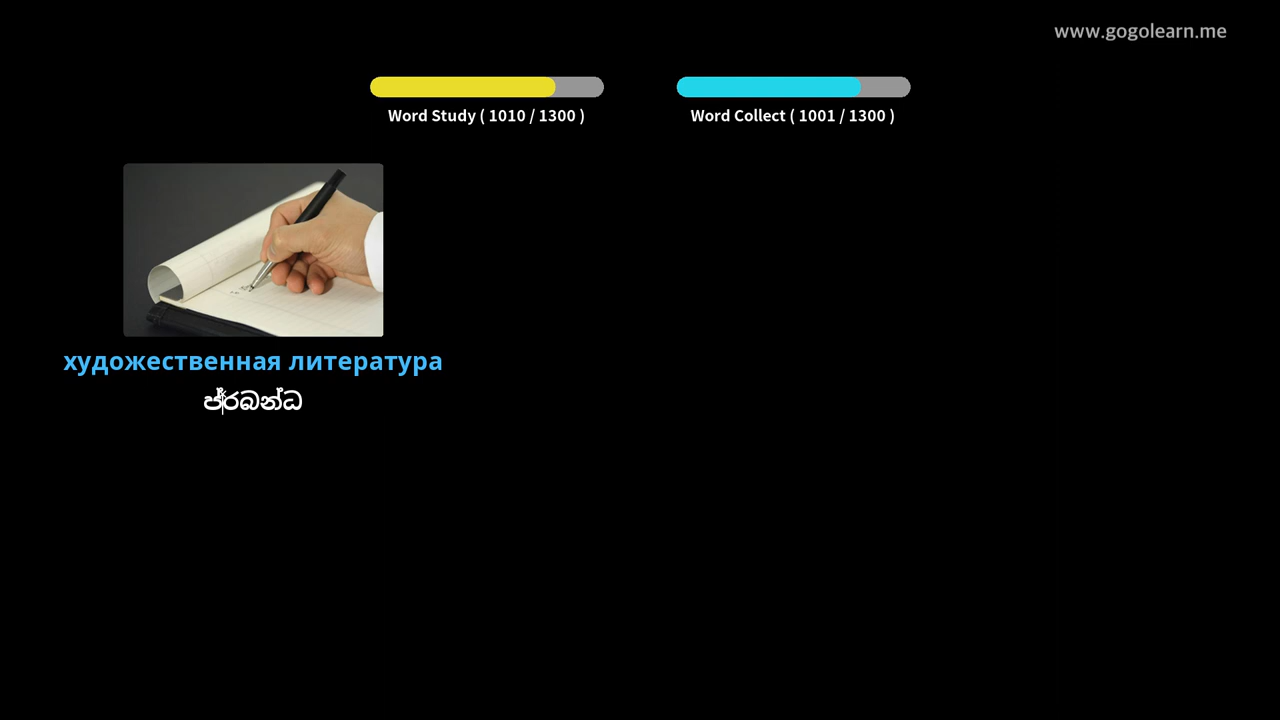 www.gogolearn.me
Word Study ( 1010 / 1300 )
Word Collect ( 1001 / 1300 )
художественная литература
ප්‍රබන්ධ